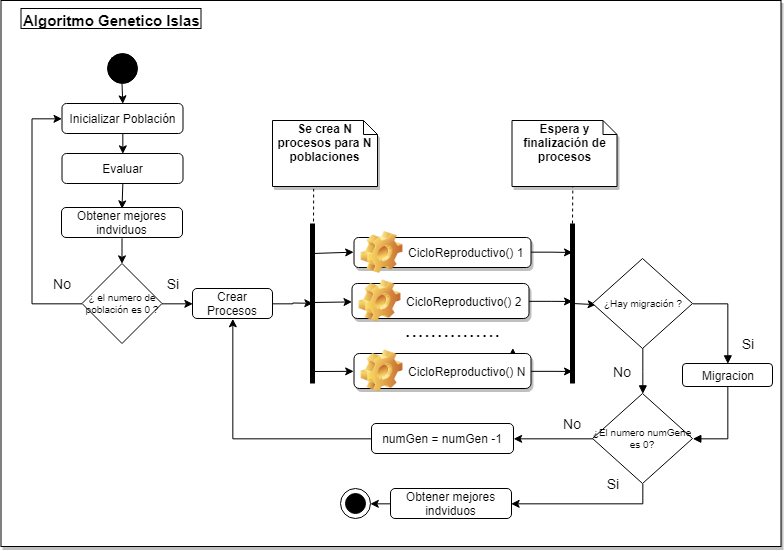 Algoritmo Genetico Islas
Inicializar Población
Evaluar
Obtener mejores
indviduos
¿ el numero de
población es 0 ?
No
Si
Crear
Procesos
Se crea N
procesos para N
poblaciones
Espera y
finalización de
procesos
CicloReproductivo() 1
CicloReproductivo() 2
...............
CicloReproductivo() N
¿Hay migración ?
Si
No
Migracion
¿El numero numGene
es 0?
No
Si
numGen = numGen -1
Obtener mejores
indviduos